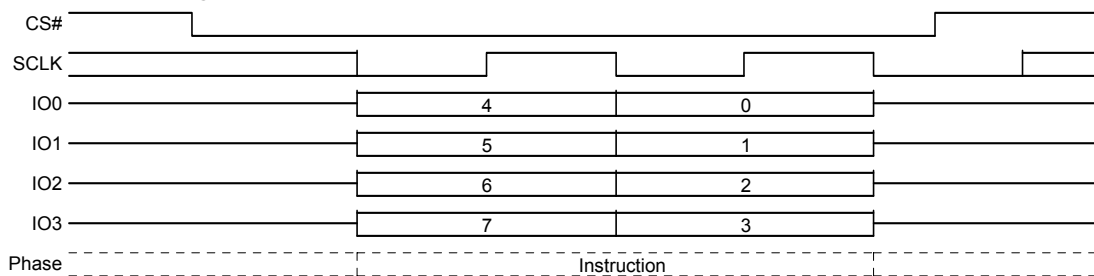 CS#
SCLK
IO0 4 0
IO1 5 1
IO2 6 2
IO3 7 3
Phase Instruction